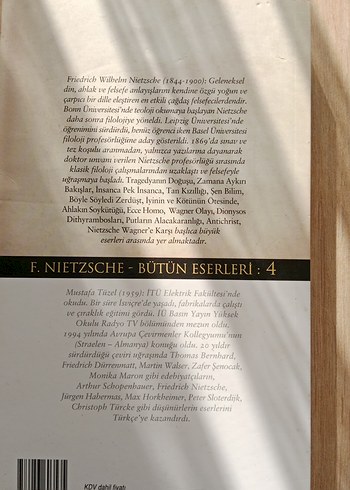 Friedrich Wilhelm Nietzsche (1844-1900): Geleneksel
din, ahlak ve felsefe anlayışlarını kendine özgü yoğun ve
çarpıcı bir dille eleştiren en etkili çağdaş felsefecilerdendir.
Bonn Üniversitesi'nde teoloji okumaya başlayan Nietzsche
daha sonra filolojiye yöneldi. Leipzig Üniversitesi'nde
öğrenimini sürdürdü, henüz öğrenci iken Basel Üniversitesi
filoloji profesörlüğüne aday gösterildi. 1869'da sınav ve
tez koşulu aranmadan, yalnızca yazılarına dayanarak
doktor unvanı verilen Nietzsche profesörlüğü sırasında
klasik filoloji çalışmalarından uzaklaştı ve felsefeyle
uğraşmaya başladı. Tragedyanın Doğuşu, Zamana Aykırı
Bakışlar, İnsanca Pek İnsanca, Tan Kızıllığı, Şen Bilim,
Böyle Söyledi Zerdüşt, İyinin ve Kötünün Ötesinde,
Ahlakın Soykütüğü, Ecce Homo, Wagner Olayı, Dionysos
Dithyrambosları, Putların Alacakaranlığı, Antichrist,
Nietzsche Wagner'e Karşı başlıca büyük
eserleri arasında yer almaktadır.
F. NIETZSCHE - BÜTÜN ESERLERİ : 4
Mustafa Tüzel (1959): İTÜ Elektrik Fakültesi'nde
okudu. Bir süre İsviçre'de yaşadı, fabrikalarda çalıştı
ve çıraklık eğitimi gördü. İÜ Basın Yayın Yüksek
Okulu Radyo TV bölümünden mezun oldu.
1994 yılında Avrupa Çevirmenler Kollegyumu'nun
(Straelen – Almanya) konuğu oldu. 20 yıldır
sürdürdüğü çeviri uğraşında Thomas Bernhard,
Friedrich Dürrenmatt, Martin Walser, Zafer Şenocak,
Monika Maron gibi edebiyatçıların,
Arthur Schopenhauer, Friedrich Nietzsche,
Jürgen Habermas, Max Horkheimer, Peter Sloterdijk,
Christoph Türcke gibi düşünürlerin eserlerini
Türkçe'ye kazandırdı.
KDV dahil fiyatı